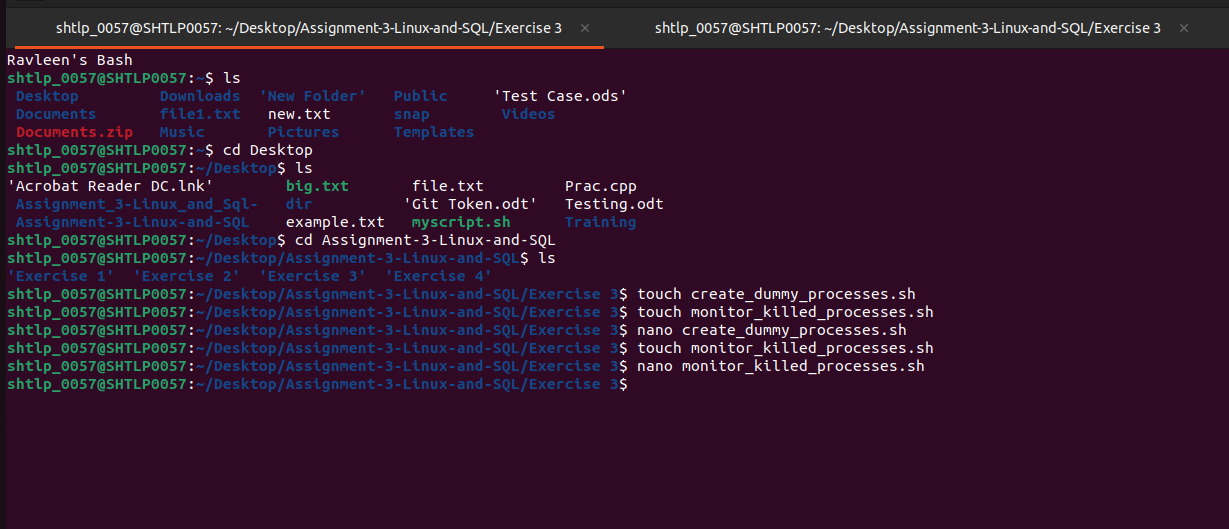 shtlp_0057@SHTLP0057: ~/Desktop/Assignment-3-Linux-and-SQL/Exercise 3 × shtlp_0057@SHTLP0057: ~/Desktop/Assignment-3-Linux-and-SQL/Exercise 3 ×
Ravleen's Bash
shtlp_0057@SHTLP0057:~$ ls
Desktop Downloads 'New Folder' Public 'Test Case.ods'
Documents file1.txt new.txt snap Videos
Documents.zip Music Pictures Templates
shtlp_0057@SHTLP0057:~$ cd Desktop
shtlp_0057@SHTLP0057:~/Desktop$ ls
'Acrobat Reader DC.lnk' big.txt file.txt Prac.cpp
Assignment_3-Linux_and_Sql- dir 'Git Token.odt' Testing.odt
Assignment-3-Linux-and-SQL example.txt myscript.sh Training
shtlp_0057@SHTLP0057:~/Desktop$ cd Assignment-3-Linux-and-SQL
shtlp_0057@SHTLP0057:~/Desktop/Assignment-3-Linux-and-SQL$ ls
'Exercise 1' 'Exercise 2' 'Exercise 3' 'Exercise 4'
shtlp_0057@SHTLP0057:~/Desktop/Assignment-3-Linux-and-SQL/Exercise 3$ touch create_dummy_processes.sh
shtlp_0057@SHTLP0057:~/Desktop/Assignment-3-Linux-and-SQL/Exercise 3$ touch monitor_killed_processes.sh
shtlp_0057@SHTLP0057:~/Desktop/Assignment-3-Linux-and-SQL/Exercise 3$ nano create_dummy_processes.sh
shtlp_0057@SHTLP0057:~/Desktop/Assignment-3-Linux-and-SQL/Exercise 3$ touch monitor_killed_processes.sh
shtlp_0057@SHTLP0057:~/Desktop/Assignment-3-Linux-and-SQL/Exercise 3$ nano monitor_killed_processes.sh
shtlp_0057@SHTLP0057:~/Desktop/Assignment-3-Linux-and-SQL/Exercise 3$